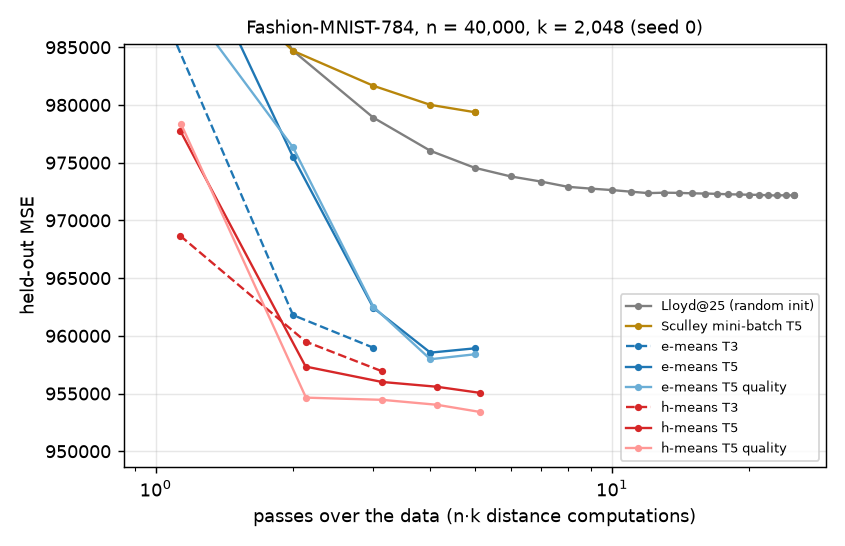 Fashion-MNIST-784, n = 40,000, k = 2,048 (seed 0)
985000
980000
975000
970000
965000
960000
955000
950000
held-out MSE
Lloyd@25 (random init)
Sculley mini-batch T5
e-means T3
e-means T5
e-means T5 quality
h-means T3
h-means T5
h-means T5 quality
10⁰
10¹
passes over the data (n·k distance computations)